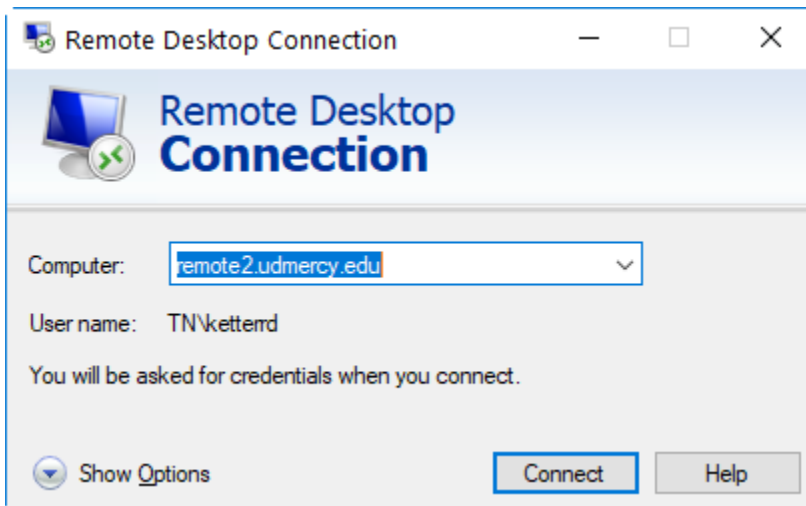 Remote Desktop Connection
Remote Desktop
Connection
Computer: remote2.udmercy.edu
User name: TN\ketterrd
You will be asked for credentials when you connect.
Show Options Connect Help